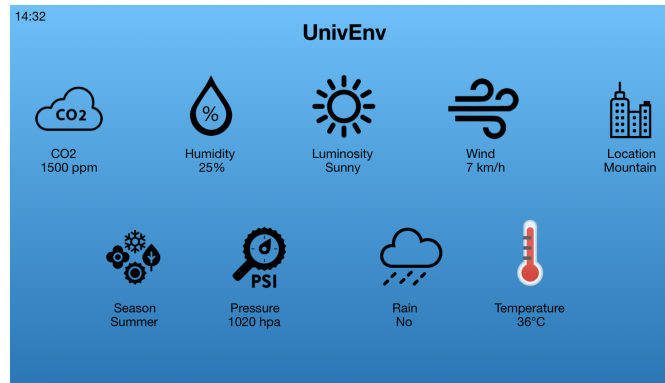 14:32
UnivEnv
CO2
%
CO2
1500 ppm
Humidity
25%
Luminosity
Sunny
Wind
7 km/h
Location
Mountain
PSI
Season
Summer
Pressure
1020 hpa
Rain
No
Temperature
36°C